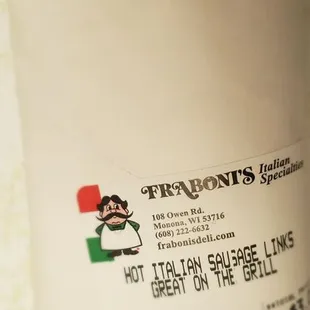 FRABONI'S Italian Specialties
108 Owen Rd.
Monona, WI 53716
(608) 222-6632
frabonisdeli.com
HOT ITALIAN SAUSAGE LINKS
GREAT ON THE GRILL